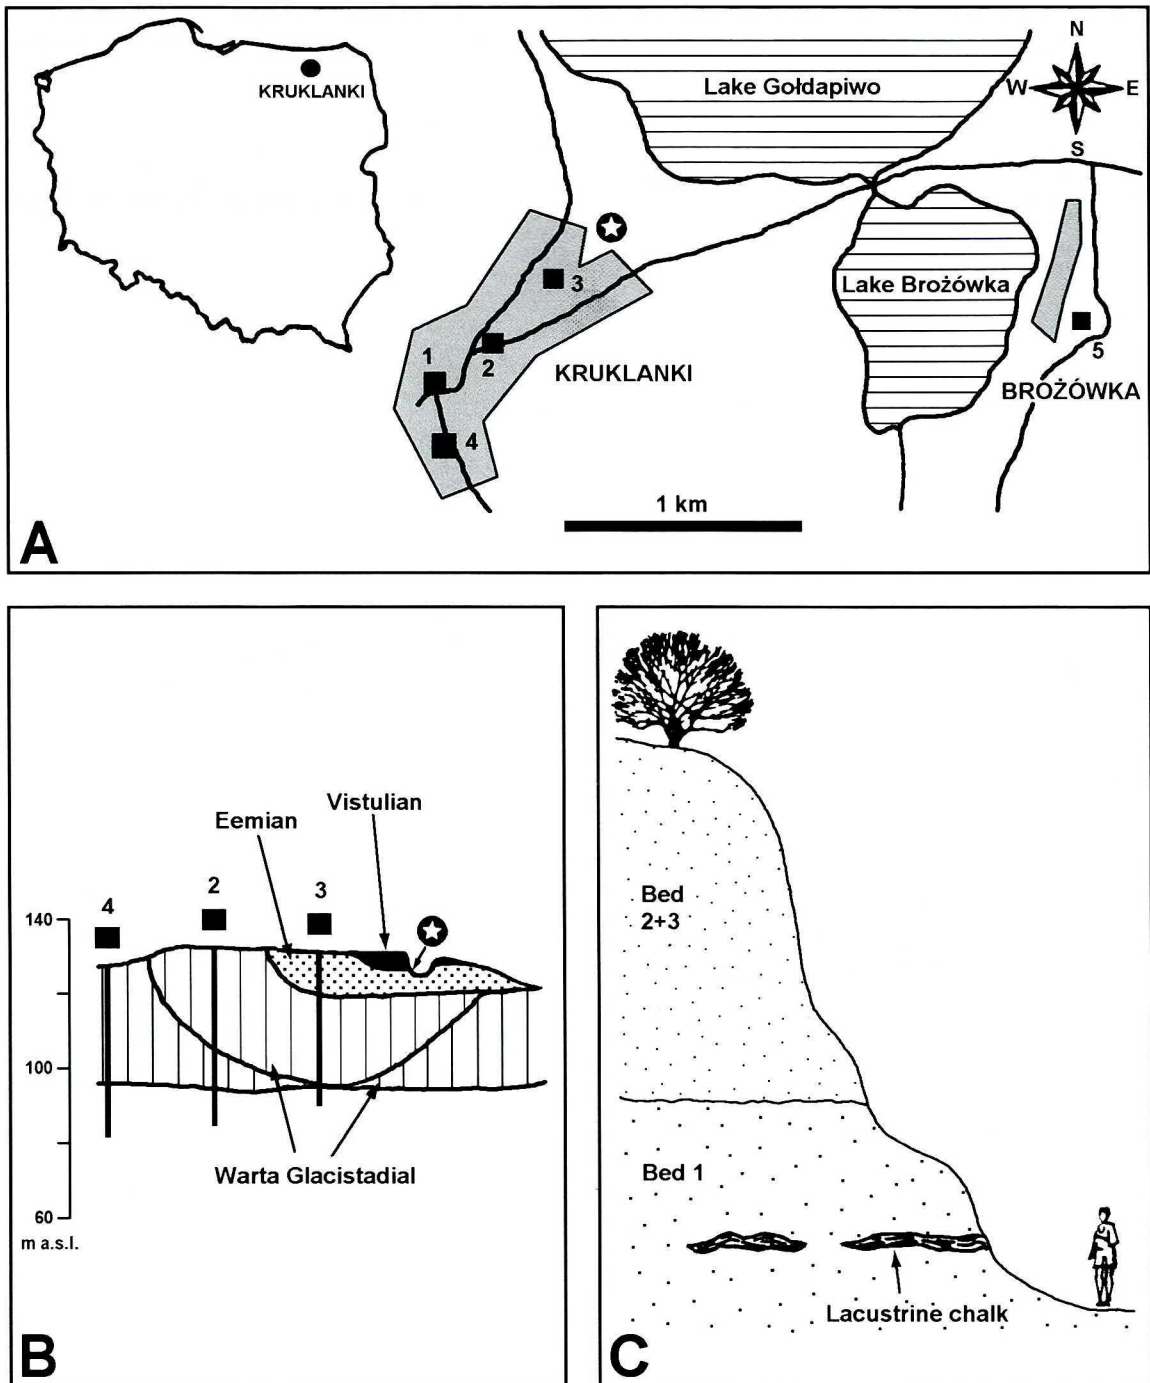 KRUKLANKI
Lake Gołdapiwo
N
W
E
S
3
Lake Brożówka
1
2
KRUKLANKI
5
BROŻÓWKA
4
1 km
A
Vistulian
Eemian
2
3
4
140
100
Warta Glacistadial
60
m a.s.l.
B
Bed
2+3
Bed 1
Lacustrine chalk
C